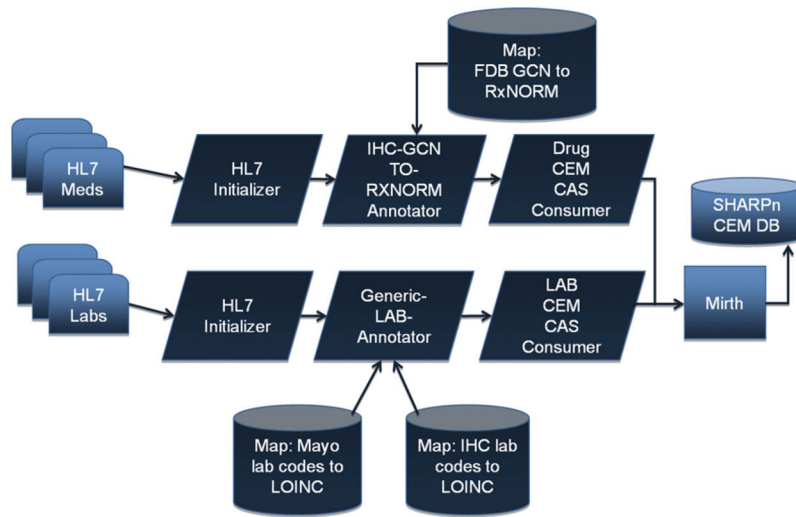 Map:
FDB GCN to
RxNORM
HL7
Meds
HL7
Initializer
IHC-GCN
TO-
RXNORM
Annotator
Drug
CEM
CAS
Consumer
SHARPn
CEM DB
HL7
Labs
HL7
Initializer
Generic-
LAB-
Annotator
LAB
CEM
CAS
Consumer
Mirth
Map: Mayo
lab codes to
LOINC
Map: IHC lab
codes to
LOINC